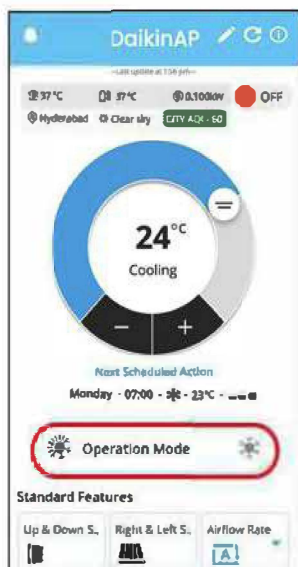 DaikinAP
-Last update at 1:56 pm-
37°C 37°C 0.100kw OFF
Hyderabad Clear sky CITY AQI - 60
24°C
Cooling
− +
Next Scheduled Action
Monday - 07:00 - - 23°C -
Operation Mode
Standard Features
Up & Down S.. Right & Left S.. Airflow Rate
A